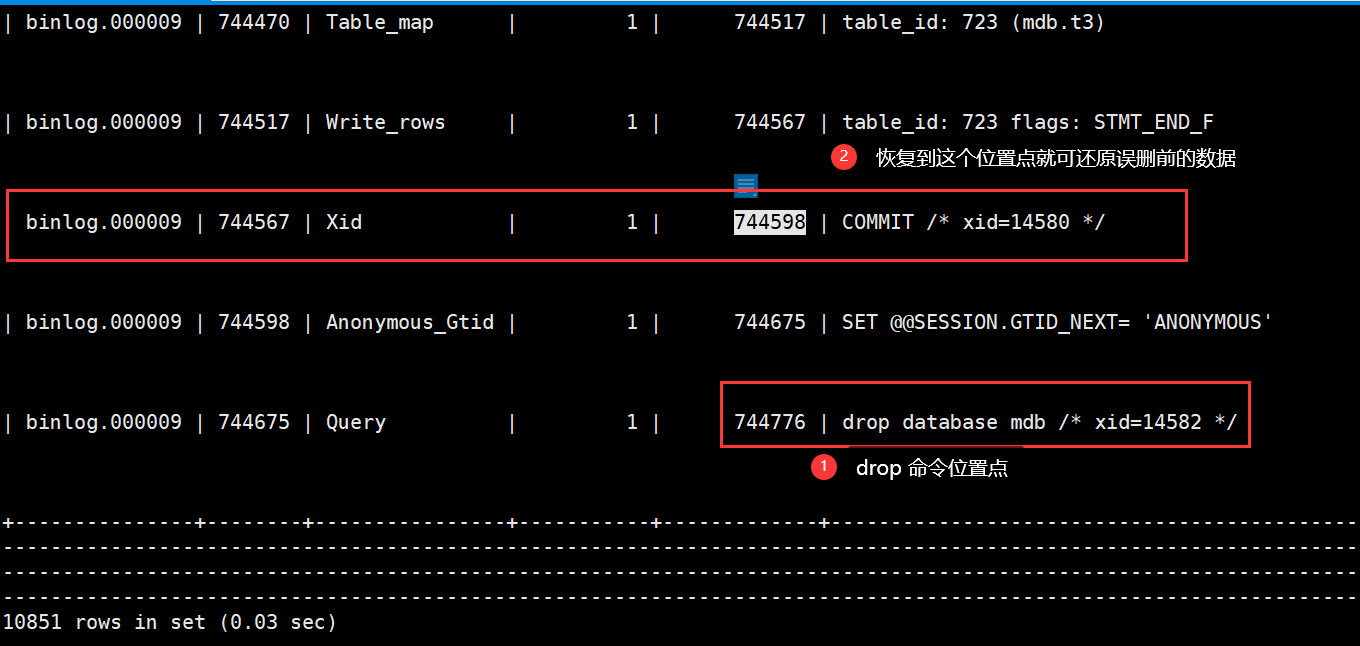 | binlog.000009 | 744470 | Table_map      |         1 |      744517 | table_id: 723 (mdb.t3)
| binlog.000009 | 744517 | Write_rows     |         1 |      744567 | table_id: 723 flags: STMT_END_F
2 恢复到这个位置点就可还原误删前的数据
binlog.000009 | 744567 | Xid            |         1 |      744598 | COMMIT /* xid=14580 */
| binlog.000009 | 744598 | Anonymous_Gtid |         1 |      744675 | SET @@SESSION.GTID_NEXT= 'ANONYMOUS'
| binlog.000009 | 744675 | Query          |         1 |      744776 | drop database mdb /* xid=14582 */
1 drop 命令位置点
+---------------+--------+----------------+-----------+-------------+--------------------------------------------
-----------------------------------------------------------------------------------------------------------------
-----------------------------------------------------------------------------------------------------------------
-----------------------------------------------------------------------------------------------------------------
10851 rows in set (0.03 sec)